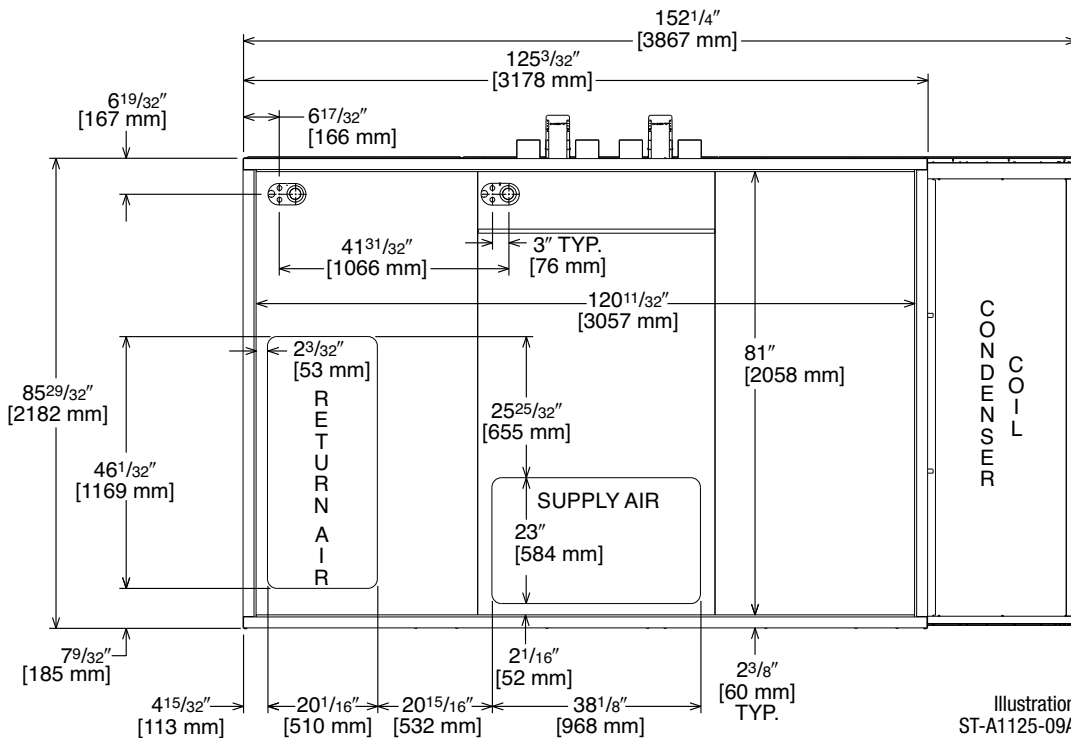 152 1/4"
[3867 mm]
125 3/32"
[3178 mm]
6 19/32"
[167 mm]
6 17/32"
[166 mm]
41 31/32"
[1066 mm]
3" TYP.
[76 mm]
120 11/32"
[3057 mm]
2 3/32"
[53 mm]
81"
[2058 mm]
85 29/32"
[2182 mm]
25 25/32"
[655 mm]
46 1/32"
[1169 mm]
RETURN AIR
SUPPLY AIR
23"
[584 mm]
CONDENSER
COIL
7 9/32"
[185 mm]
2 1/16"
[52 mm]
2 3/8"
[60 mm]
TYP.
4 15/32"
[113 mm]
20 1/16"
[510 mm]
20 15/16"
[532 mm]
38 1/8"
[968 mm]
Illustration
ST-A1125-09A